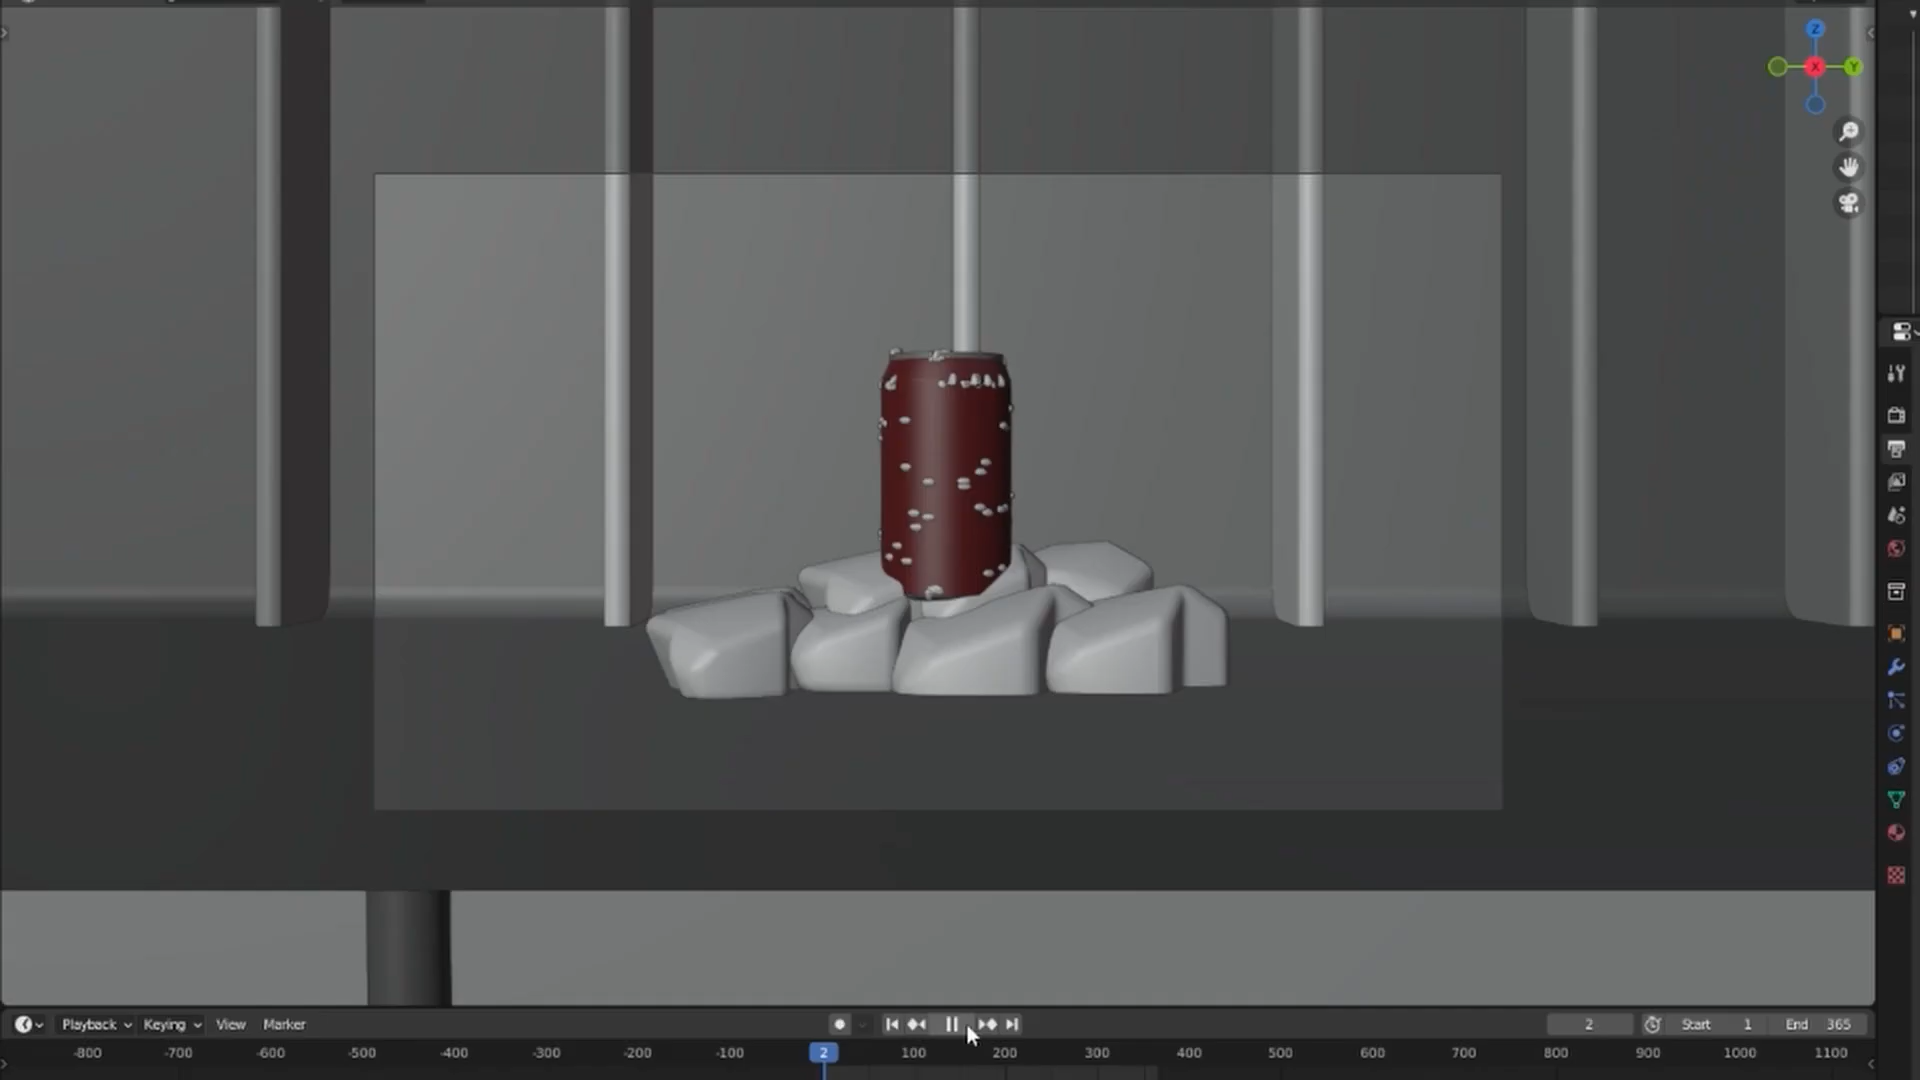 Z
X Y
Playback Keying View Marker 2 Start 1 End 365
-800 -700 -600 -500 -400 -300 -200 -100 2 100 200 300 400 500 600 700 800 900 1000 1100